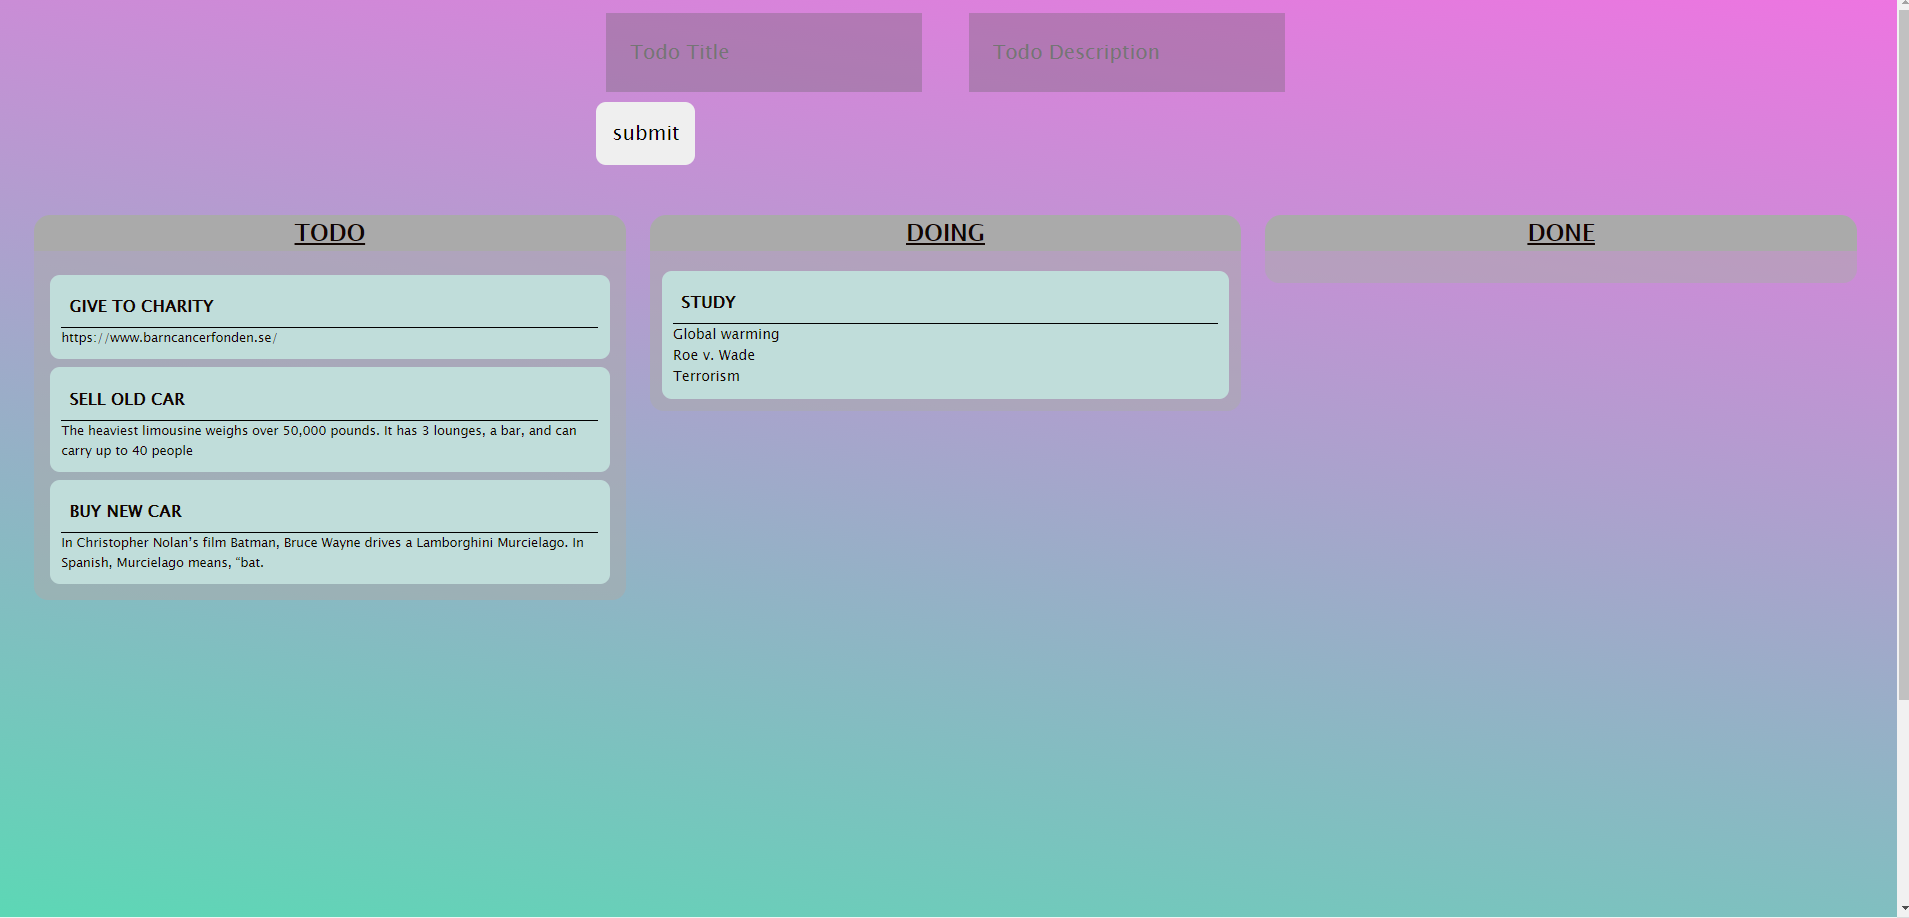 Todo Title
Todo Description
submit
TODO
GIVE TO CHARITY
https://www.barncancerfonden.se/
SELL OLD CAR
The heaviest limousine weighs over 50,000 pounds. It has 3 lounges, a bar, and can
carry up to 40 people
BUY NEW CAR
In Christopher Nolan’s film Batman, Bruce Wayne drives a Lamborghini Murcielago. In
Spanish, Murcielago means, “bat.
DOING
STUDY
Global warming
Roe v. Wade
Terrorism
DONE